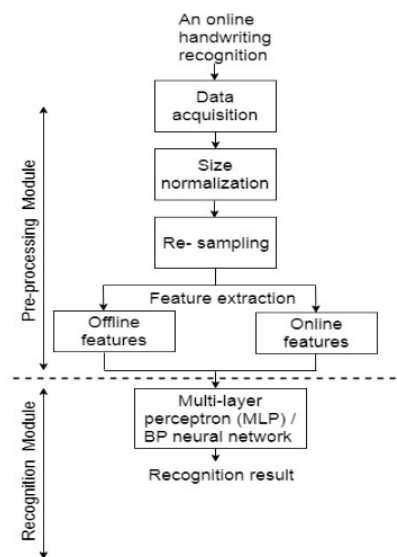 An online
handwriting
recognition
Data
acquisition
Size
normalization
Re- sampling
Feature extraction
Offline
features
Online
features
Pre-processing Module
Multi-layer
perceptron (MLP) /
BP neural network
Recognition result
Recognition Module